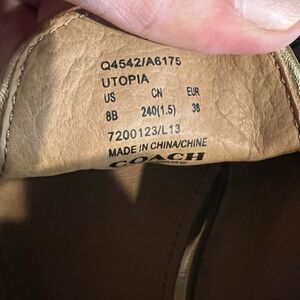 Q4542/A6175
UTOPIA
US CN EUR
8B 240(1.5) 38
7200123/L13
MADE IN CHINA/CHINE
COACH